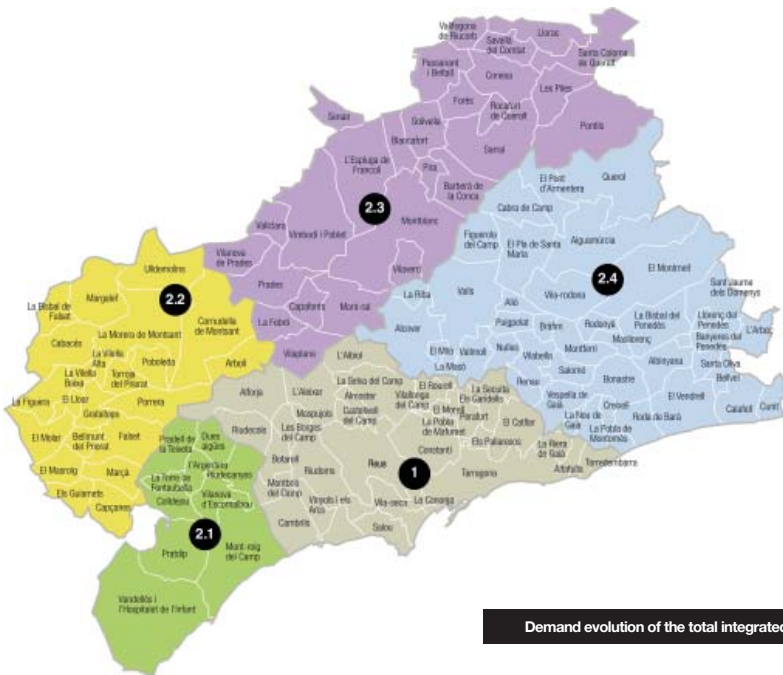 Vallfogona
de Riucorb
Savallà
del Comtat
Llorac
Santa Coloma
de Queralt
Passanant
i Belltall
Conesa
Les Piles
Forès
Rocafort
de Queralt
Senan
Solivella
Pontils
Blancafort
Sarral
L'Espluga de
Francolí
Pira
Barberà de
la Conca
2.3
Vallclara
Vimbodí i Poblet
Montblanc
Vilanova
de Prades
Vilaverd
Prades
Capafonts
Mont-ral
La Febró
Vilaplana
El Pont
d'Armentera
Querol
Cabra de Camp
Figuerola
del Camp
El Pla de Santa
Maria
Aiguamúrcia
2.4
El Montmell
La Riba
Valls
Alió
Vila-rodona
Sant Jaume
dels Domenys
Alcover
Puigpelat
Bràfim
Rodonyà
La Bisbal del
Penedès
Llorenç del
Penedès
L'Arboç
Masllorenç
Banyeres del
Penedès
El Milà
Vallmoll
Nulles
Vilabella
Montferri
Albinyana
Santa Oliva
La Masó
Salomó
Bellvei
Renau
Bonastre
Vespella de
Gaià
El Vendrell
Creixell
Calafell
Cunit
La Nou de
Gaià
Roda de Barà
La Pobla de
Montornès
Ulldemolins
2.2
La Bisbal de
Falset
Margalef
Cornudella
de Montsant
Cabacés
La Morera de Montsant
La Vilella
Alta
Poboleda
Arbolí
La Vilella
Baixa
Torroja
del Priorat
La Figuera
El Lloar
Porrera
Gratallops
El Molar
Bellmunt
del Priorat
Falset
El Masroig
Marçà
Els Guiamets
Capçanes
L'Albiol
Alforja
L'Aleixar
La Selva del Camp
El Rourell
La Secuita
Almoster
Vilallonga
del Camp
Els Garidells
Maspujols
Castellvell
del Camp
El Morell
Perafort
El Catllar
Riudecols
Les Borges
del Camp
La Pobla
de Mafumet
Els Pallaresos
La Riera
de Gaià
Botarell
Constantí
Altafulla
Torredembarra
Riudoms
Reus
1
Tarragona
Montbrió
del Camp
Vinyols i els
Arcs
Vila-seca
La Canonja
Cambrils
Salou
Pradell de
la Teixeta
Dues
aigües
l'Argentera
Riudecanyes
La Torre de
Fontaubella
Colldejou
Vilanova
d'Escornalbou
2.1
Pratdip
Mont-roig
del Camp
Vandellòs i
l'Hospitalet de l'Infant
Demand evolution of the total integrated